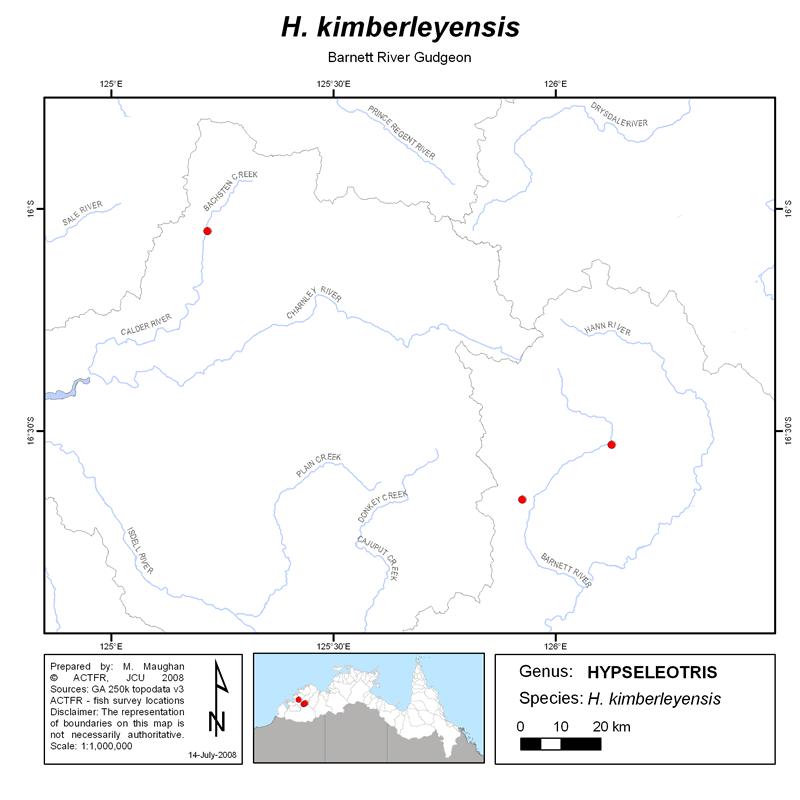 H. kimberleyensis
Barnett River Gudgeon
125°E
125°30'E
126°E
PRINCE REGENT RIVER
DRYSDALE RIVER
BACHSTEN CREEK
SALE RIVER
16°S
16°S
CHARNLEY RIVER
CALDER RIVER
HANN RIVER
16°30'S
16°30'S
PLAIN CREEK
DONKEY CREEK
ISDELL RIVER
CAJUPUT CREEK
BARNETT RIVER
125°E
125°30'E
126°E
Prepared by: M. Maughan
© ACTFR, JCU 2008
Sources: GA 250k topodata v3
ACTFR - fish survey locations
Disclaimer: The representation
of boundaries on this map is
not necessarily authoritative.
Scale: 1:1,000,000
N
14-July-2008
Genus: HYPSELEOTRIS
Species: H. kimberleyensis
0 10 20 km